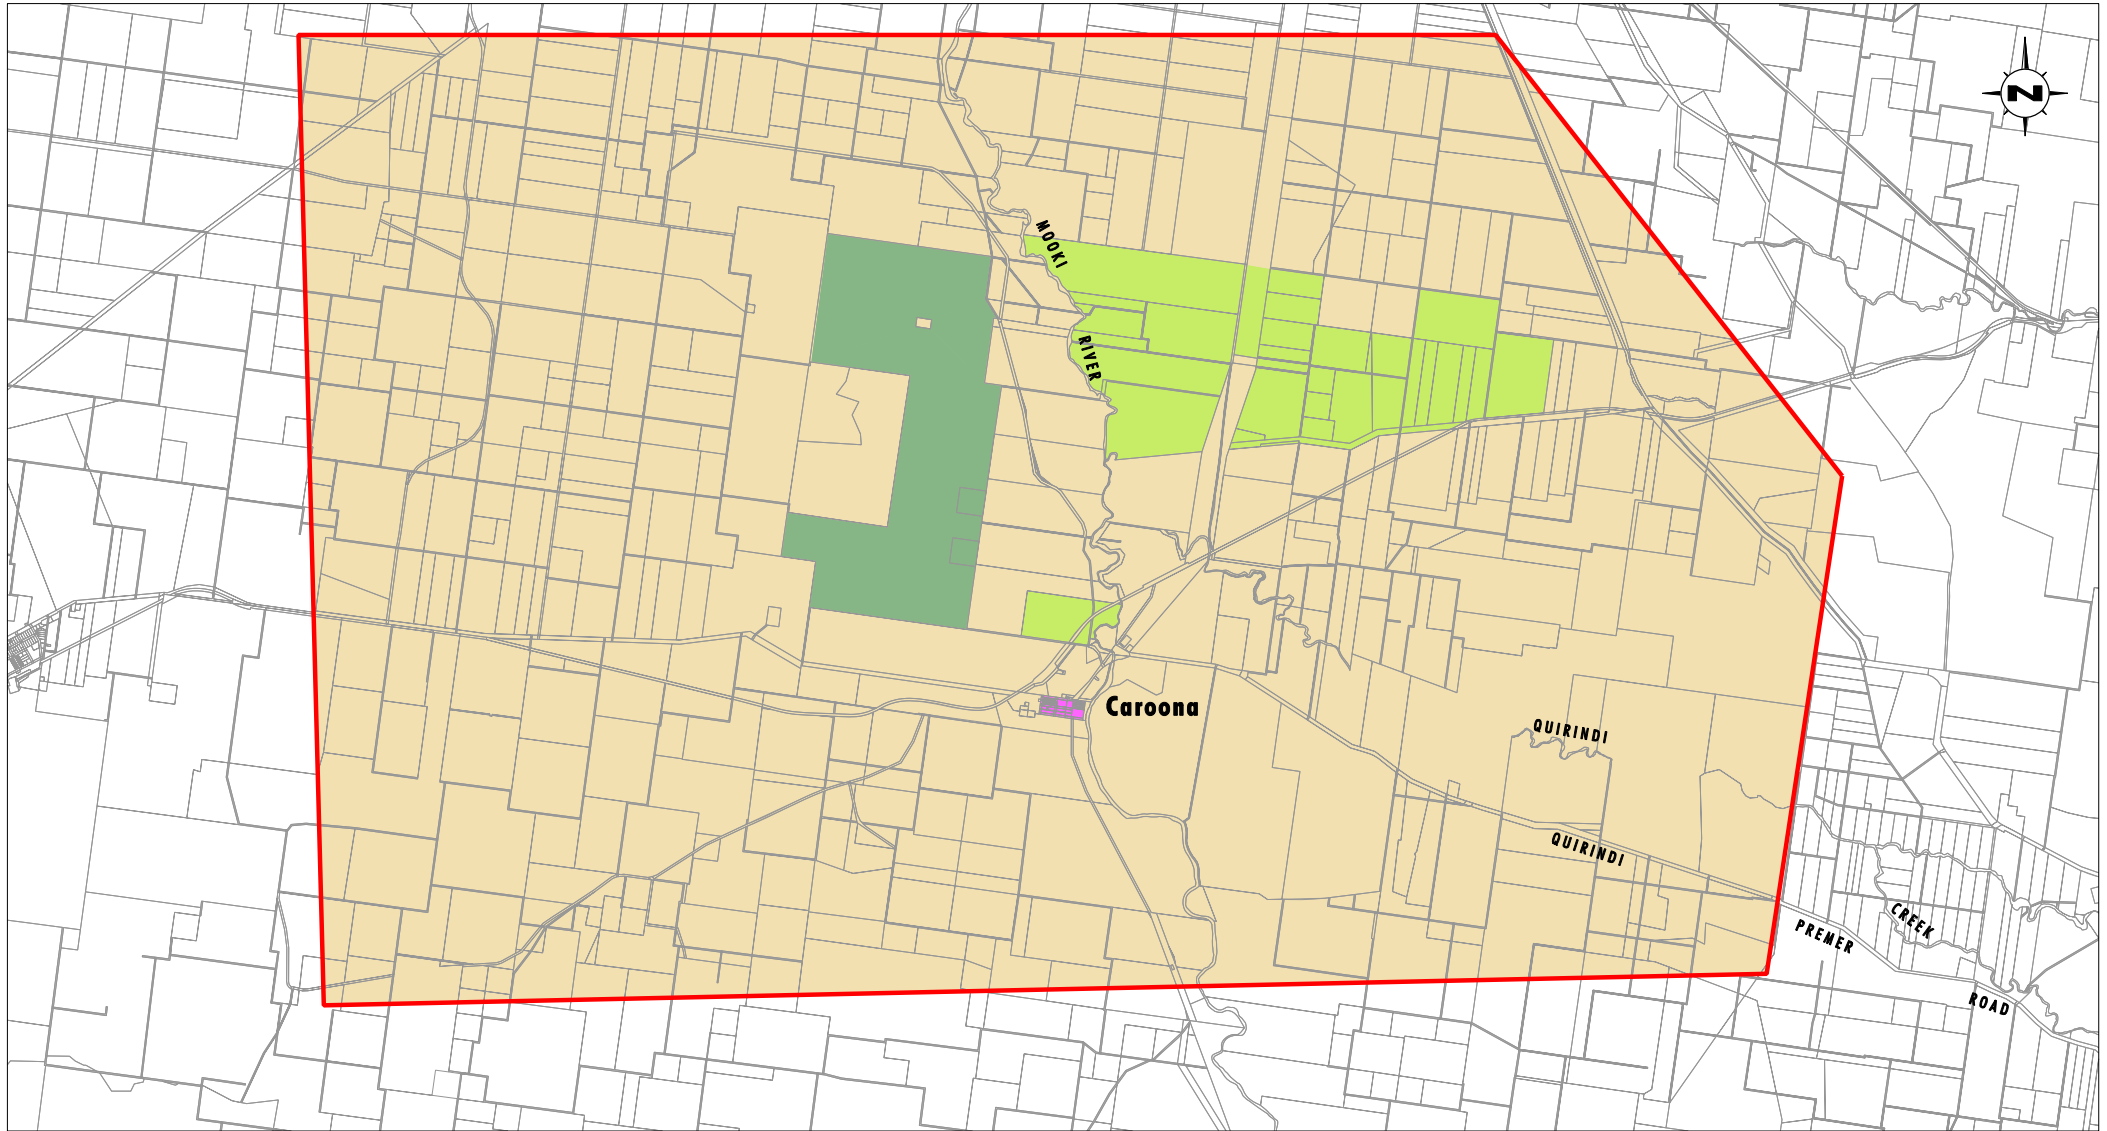 N
MOOKI
RIVER
Caroona
QUIRINDI
QUIRINDI
CREEK
PREMER
ROAD